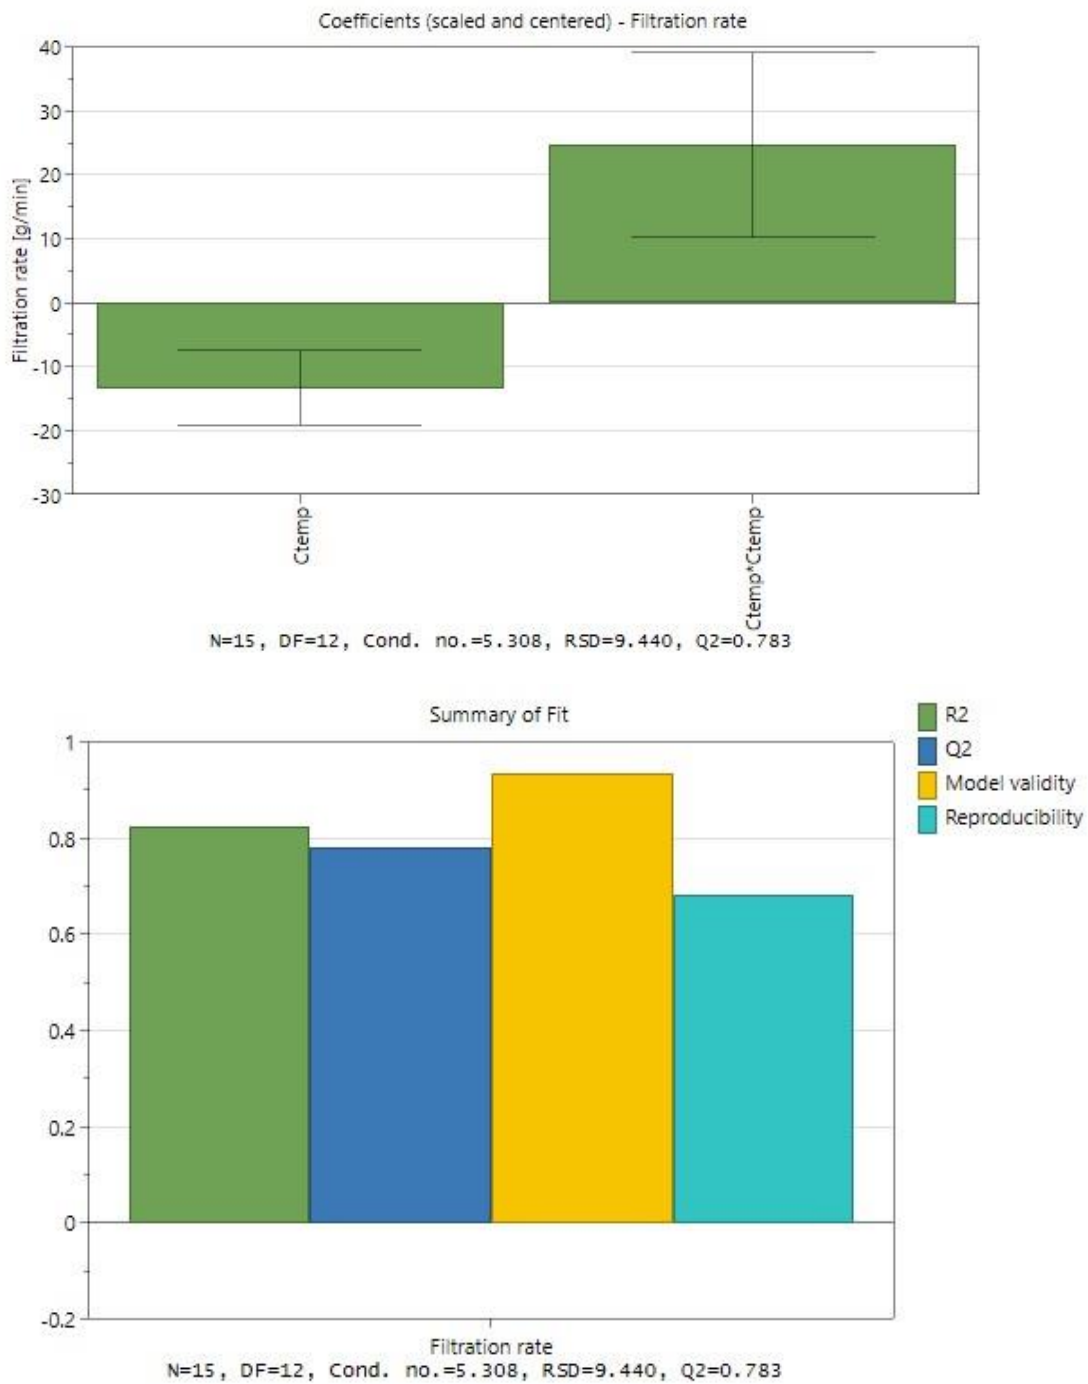 Coefficients (scaled and centered) - Filtration rate
Filtration rate [g/min]
40
30
20
10
0
-10
-20
-30
Ctemp
Ctemp*Ctemp
N=15, DF=12, Cond. no.=5.308, RSD=9.440, Q2=0.783
Summary of Fit
R2
Q2
Model validity
Reproducibility
1
0.8
0.6
0.4
0.2
0
-0.2
Filtration rate
N=15, DF=12, Cond. no.=5.308, RSD=9.440, Q2=0.783